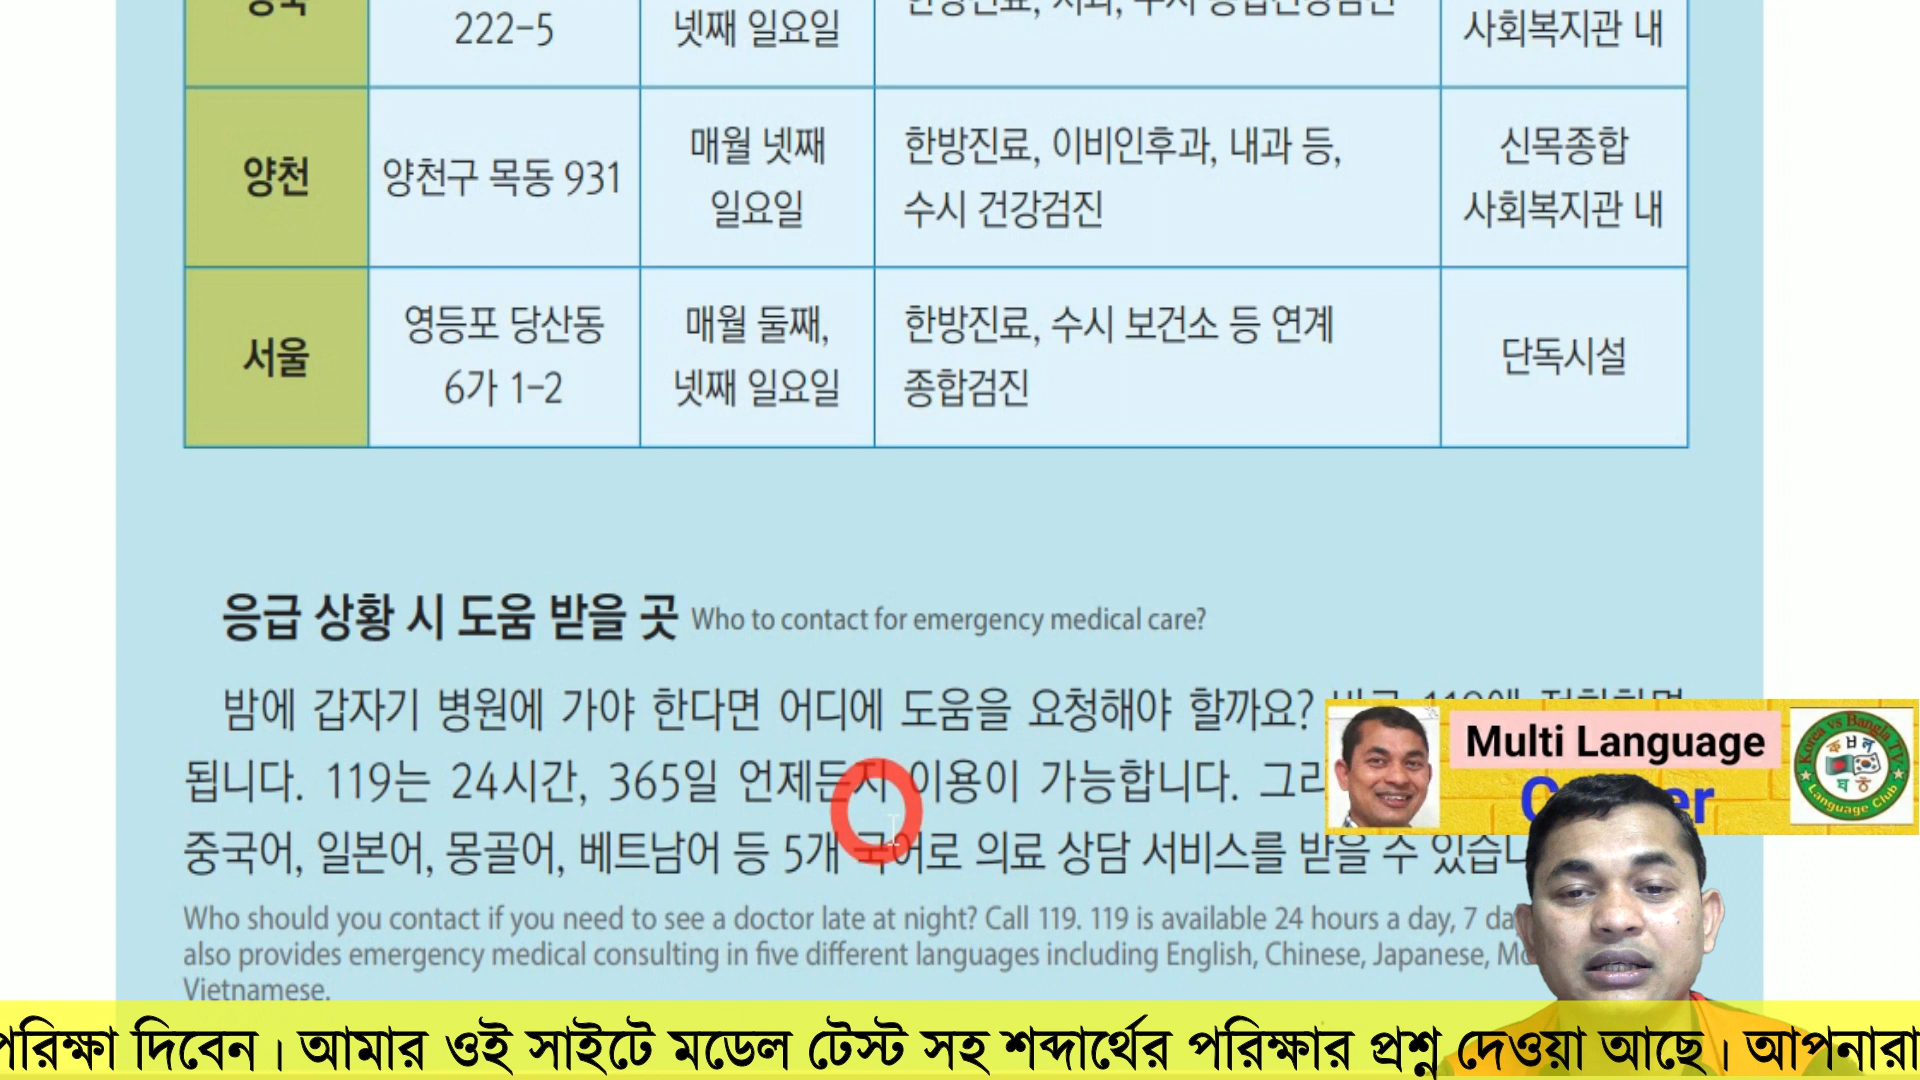 222-5
넷째 일요일
사회복지관 내
양천
양천구 목동 931
매월 넷째
일요일
한방진료, 이비인후과, 내과 등,
수시 건강검진
신목종합
사회복지관 내
서울
영등포 당산동
6가 1-2
매월 둘째,
넷째 일요일
한방진료, 수시 보건소 등 연계
종합검진
단독시설
응급 상황 시 도움 받을 곳 Who to contact for emergency medical care?
밤에 갑자기 병원에 가야 한다면 어디에 도움을 요청해야 할까요?
됩니다. 119는 24시간, 365일 언제든지 이용이 가능합니다.
중국어, 일본어, 몽골어, 베트남어 등 5개 국어로 의료 상담 서비스를 받을 수
Who should you contact if you need to see a doctor late at night? Call 119. 119 is available 24 hours a day, 7
also provides emergency medical consulting in five different languages including English, Chinese, Japanese,
Vietnamese.
Multi Language
Korea vs Bangla TV
Language Club
পরিক্ষা দিবেন। আমার ওই সাইটে মডেল টেস্ট সহ শব্দার্থের পরিক্ষার প্রশ্ন দেওয়া আছে। আপনারা